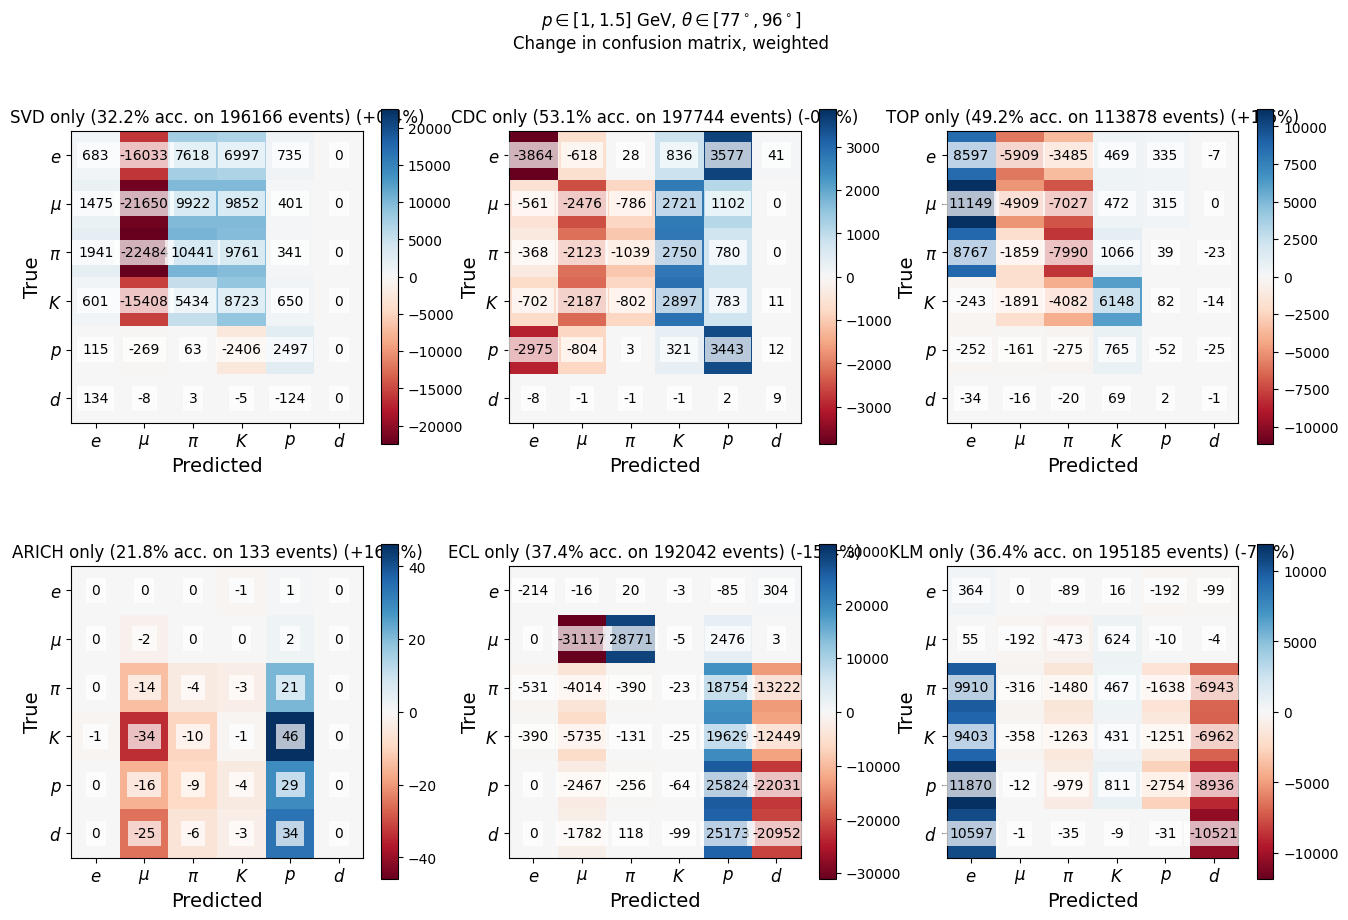 p ∈ [1, 1.5] GeV, θ ∈ [77°, 96°]
Change in confusion matrix, weighted
SVD only (32.2% acc. on 196166 events)
e 683 -16033 7618 6997 735 0
μ 1475 -21650 9922 9852 401 0
π 1941 -22484 10441 9761 341 0
K 601 -15408 5434 8723 650 0
p 115 -269 63 -2406 2497 0
d 134 -8 3 -5 -124 0
e μ π K p d
Predicted
True
20000
15000
10000
5000
0
−5000
−10000
−15000
−20000
CDC only (53.1% acc. on 197744 events)
e -3864 -618 28 836 3577 41
μ -561 -2476 -786 2721 1102 0
π -368 -2123 -1039 2750 780 0
K -702 -2187 -802 2897 783 11
p -2975 -804 3 321 3443 12
d -8 -1 -1 -1 2 9
e μ π K p d
Predicted
True
3000
2000
1000
0
−1000
−2000
−3000
TOP only (49.2% acc. on 113878 events)
e 8597 -5909 -3485 469 335 -7
μ 11149 -4909 -7027 472 315 0
π 8767 -1859 -7990 1066 39 -23
K -243 -1891 -4082 6148 82 -14
p -252 -161 -275 765 -52 -25
d -34 -16 -20 69 2 -1
e μ π K p d
Predicted
True
10000
7500
5000
2500
0
−2500
−5000
−7500
−10000
ARICH only (21.8% acc. on 133 events)
e 0 0 0 -1 1 0
μ 0 -2 0 0 2 0
π 0 -14 -4 -3 21 0
K -1 -34 -10 -1 46 0
p 0 -16 -9 -4 29 0
d 0 -25 -6 -3 34 0
e μ π K p d
Predicted
True
40
20
0
−20
−40
ECL only (37.4% acc. on 192042 events)
e -214 -16 20 -3 -85 304
μ 0 -31117 28771 -5 2476 3
π -531 -4014 -390 -23 18754 -13222
K -390 -5735 -131 -25 19629 -12449
p 0 -2467 -256 -64 25824 -22031
d 0 -1782 118 -99 25173 -20952
e μ π K p d
Predicted
True
30000
20000
10000
0
−10000
−20000
−30000
KLM only (36.4% acc. on 195185 events)
e 364 0 -89 16 -192 -99
μ 55 -192 -473 624 -10 -4
π 9910 -316 -1480 467 -1638 -6943
K 9403 -358 -1263 431 -1251 -6962
p 11870 -12 -979 811 -2754 -8936
d 10597 -1 -35 -9 -31 -10521
e μ π K p d
Predicted
True
10000
5000
0
−5000
−10000